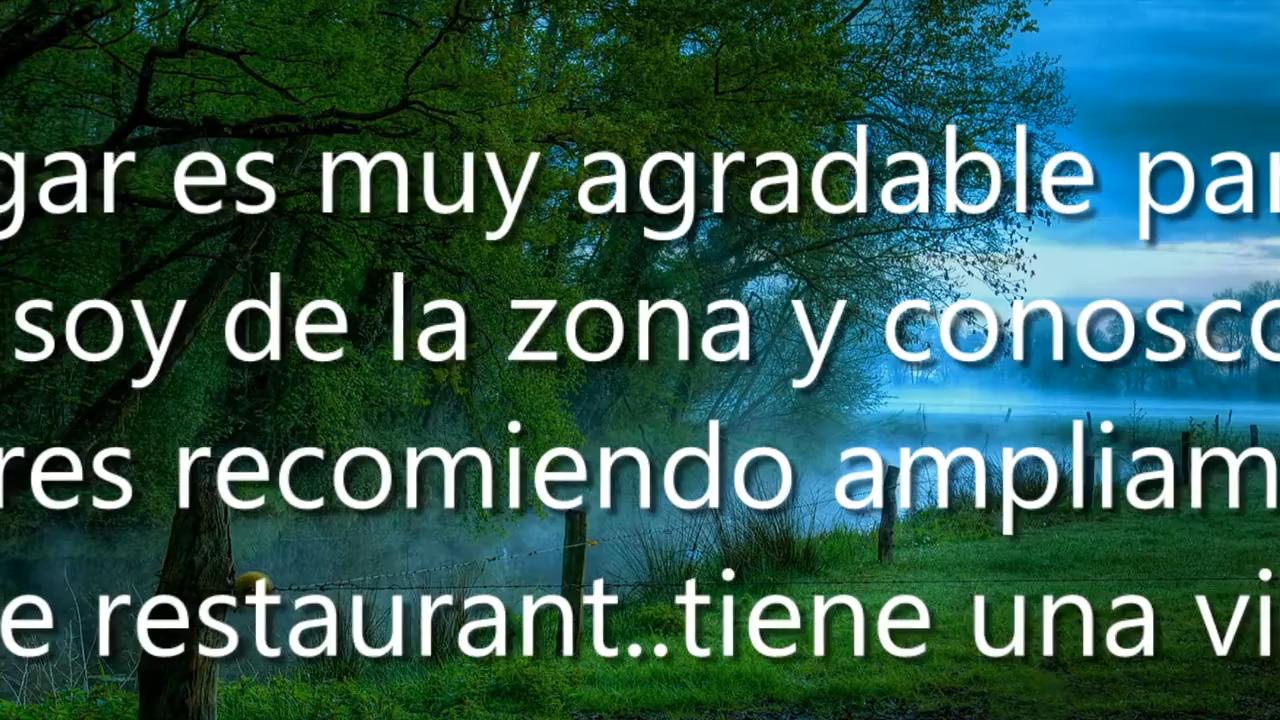 gar es muy agradable par
soy de la zona y conosco
res recomiendo ampliam
e restaurant..tiene una vi